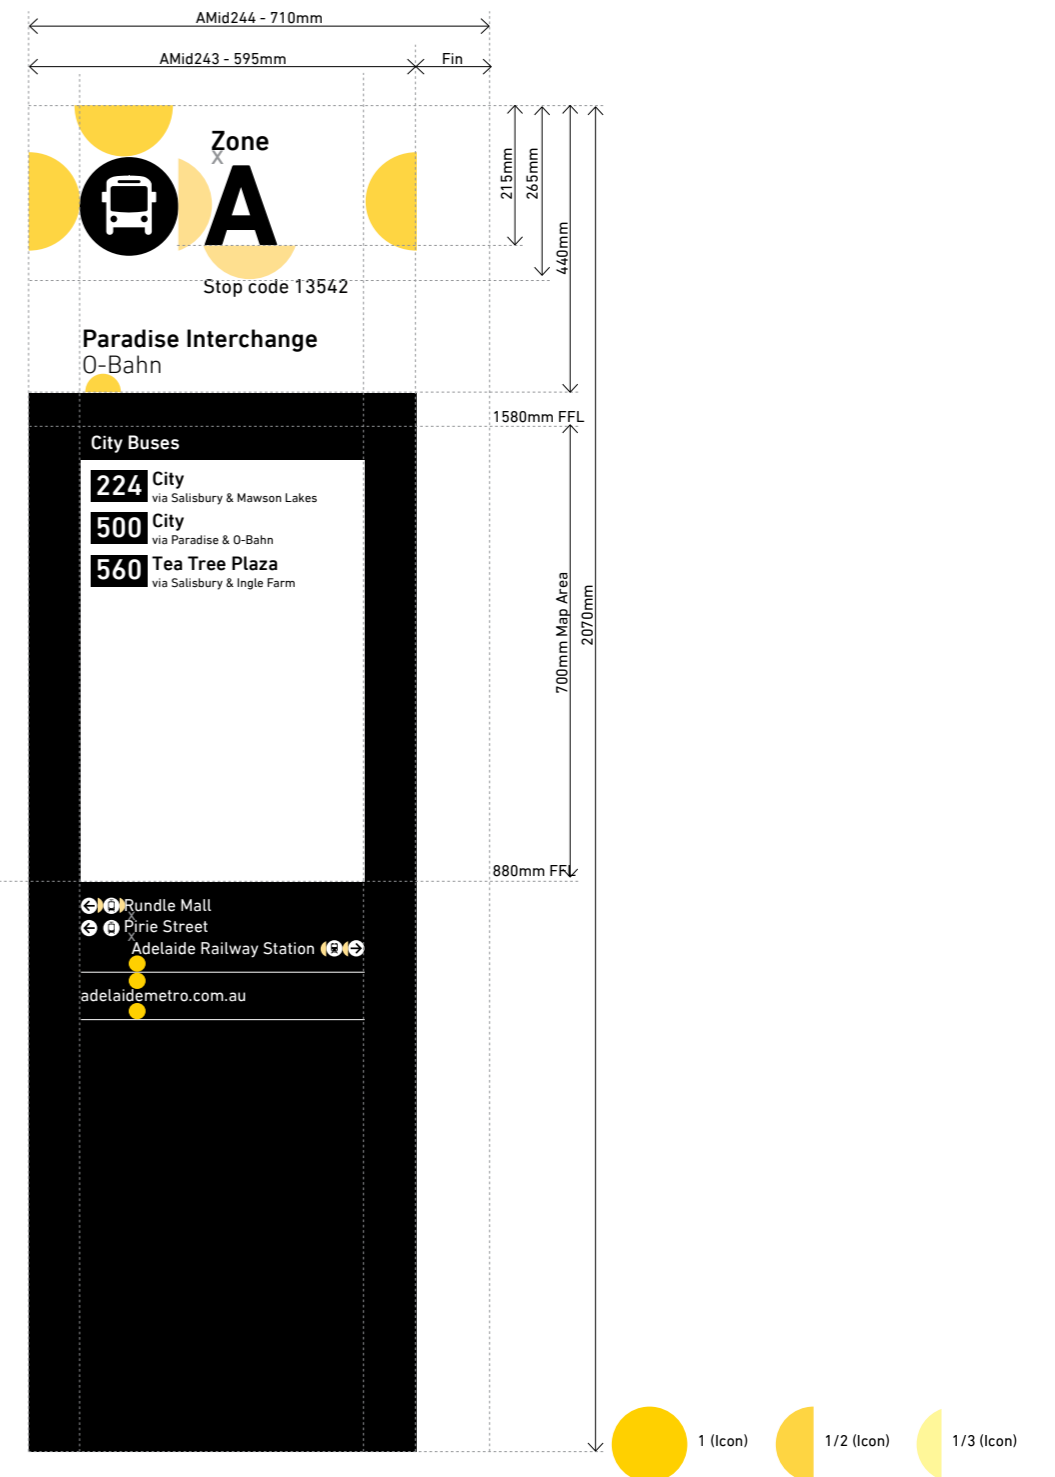 AMid244 - 710mm
AMid243 - 595mm
Fin
Zone
x
A
215mm
265mm
440mm
Stop code 13542
Paradise Interchange
O-Bahn
1580mm FFL
City Buses
224 City
via Salisbury & Mawson Lakes
500 City
via Paradise & O-Bahn
560 Tea Tree Plaza
via Salisbury & Ingle Farm
700mm Map Area
2070mm
880mm FFL
Rundle Mall
x
Pirie Street
x
Adelaide Railway Station
adelaidemetro.com.au
1 (Icon)
1/2 (Icon)
1/3 (Icon)